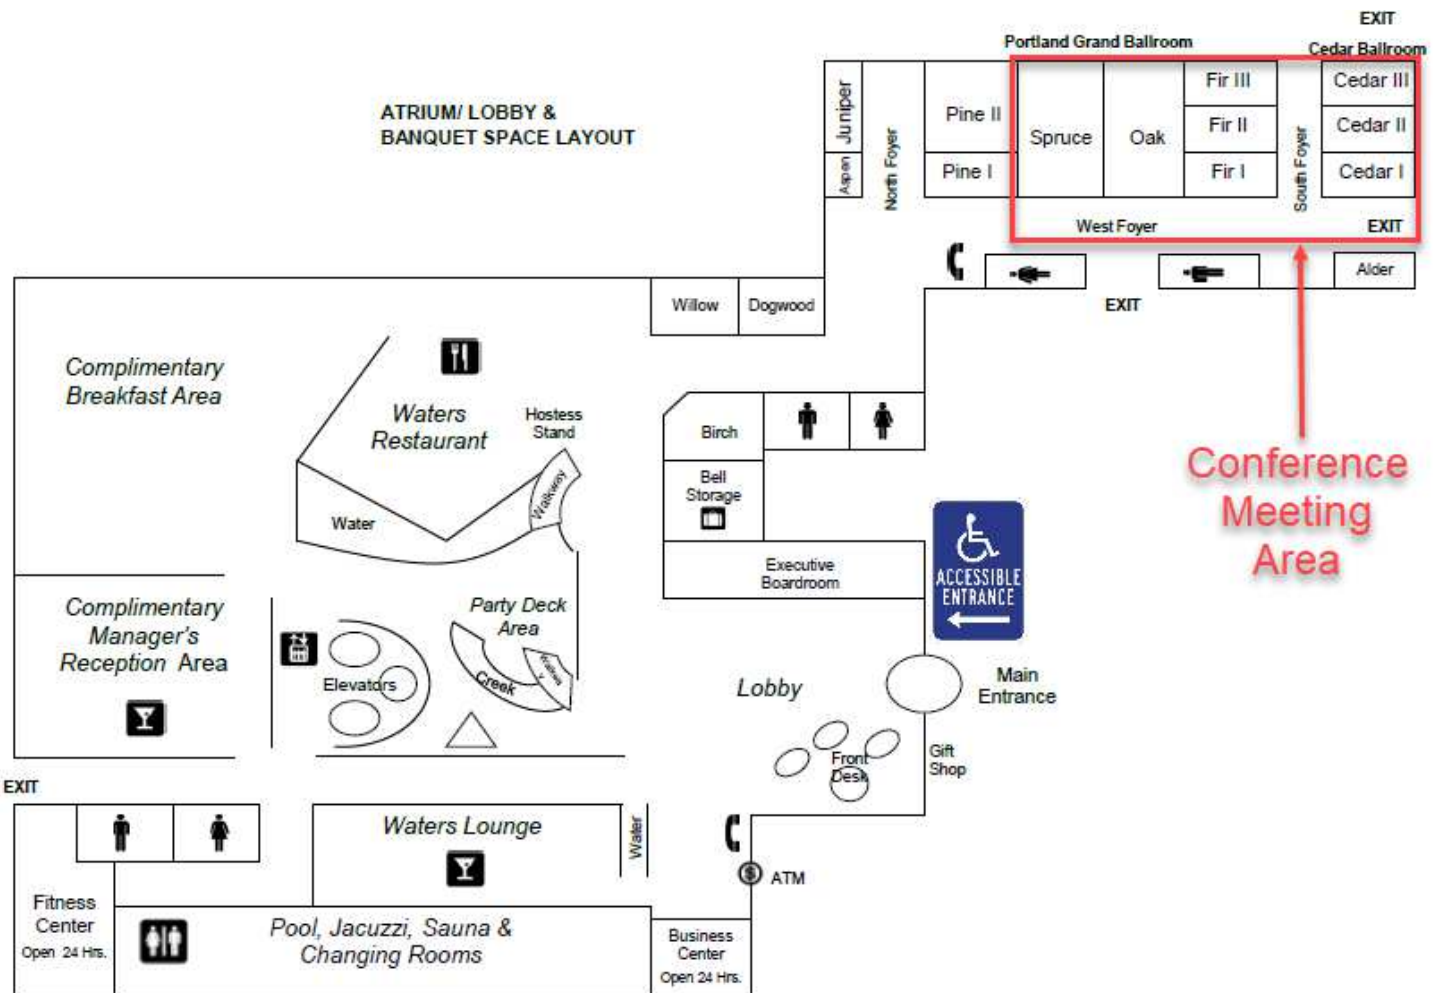 EXIT
Portland Grand Ballroom
Cedar Ballroom
ATRIUM/ LOBBY &
BANQUET SPACE LAYOUT
Juniper
Aspen
North Foyer
Pine II
Pine I
Spruce
Oak
Fir III
Fir II
Fir I
South Foyer
Cedar III
Cedar II
Cedar I
West Foyer
EXIT
Alder
EXIT
Willow
Dogwood
Complimentary
Breakfast Area
Waters
Restaurant
Hostess
Stand
Walkway
Water
Birch
Bell
Storage
Executive
Boardroom
Conference
Meeting
Area
ACCESSIBLE
ENTRANCE
Complimentary
Manager's
Reception Area
Elevators
Party Deck
Area
Creek
Walkwa
y
Lobby
Main
Entrance
Front
Desk
Gift
Shop
EXIT
Waters Lounge
Water
$
ATM
Fitness
Center
Open 24 Hrs.
Pool, Jacuzzi, Sauna &
Changing Rooms
Business
Center
Open 24 Hrs.